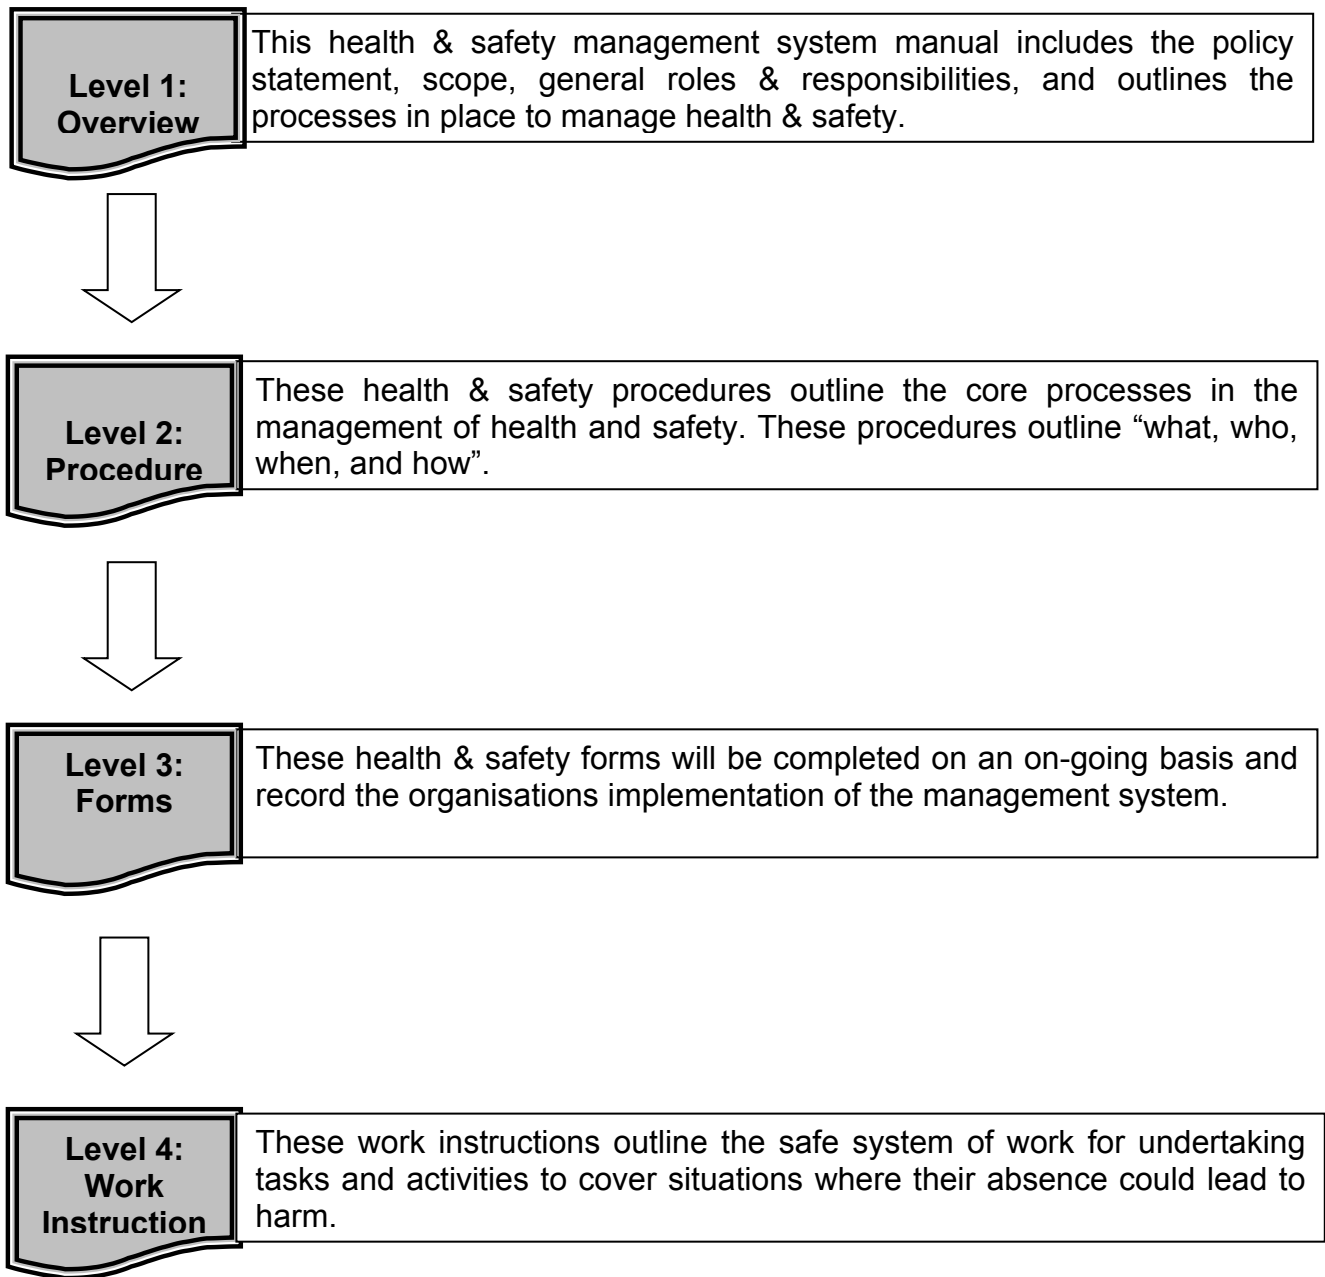 Level 1:
Overview
This health & safety management system manual includes the policy
statement, scope, general roles & responsibilities, and outlines the
processes in place to manage health & safety.
Level 2:
Procedure
These health & safety procedures outline the core processes in the
management of health and safety. These procedures outline “what, who,
when, and how”.
Level 3:
Forms
These health & safety forms will be completed on an on-going basis and
record the organisations implementation of the management system.
Level 4:
Work
Instruction
These work instructions outline the safe system of work for undertaking
tasks and activities to cover situations where their absence could lead to
harm.